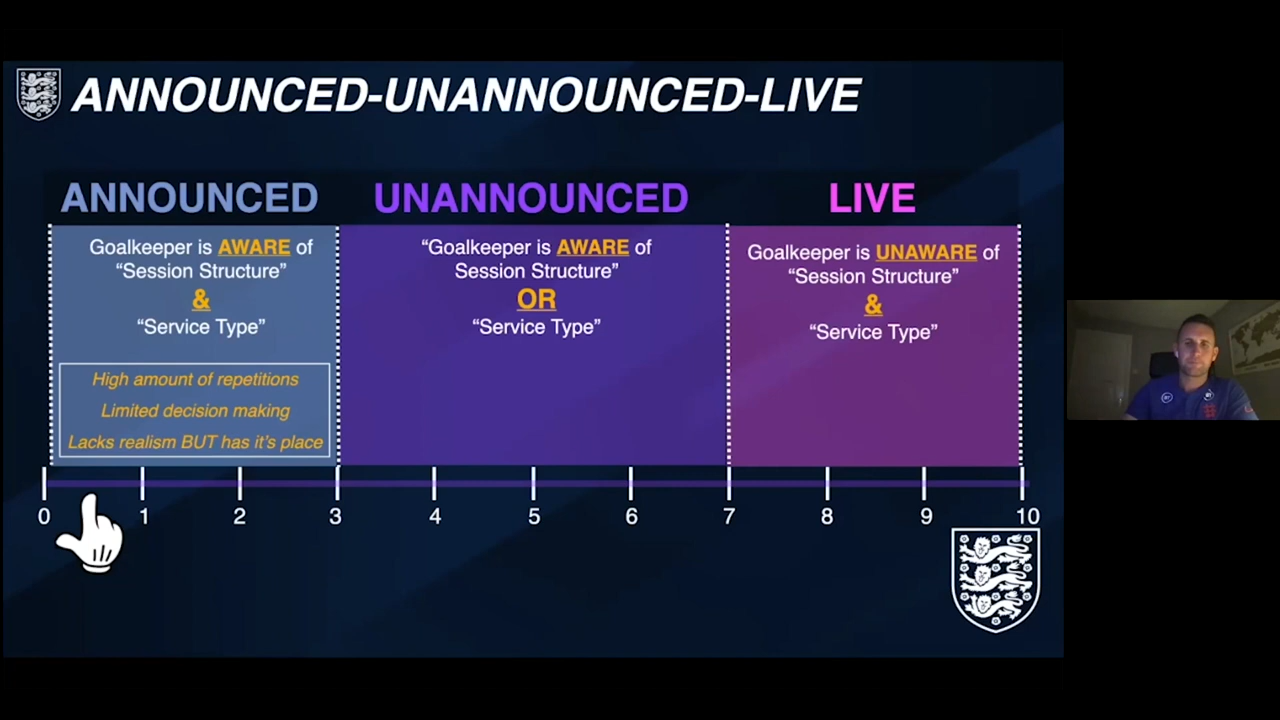 ANNOUNCED-UNANNOUNCED-LIVE
ANNOUNCED
Goalkeeper is AWARE of
“Session Structure”
&
“Service Type”
High amount of repetitions
Limited decision making
Lacks realism BUT has it’s place
UNANNOUNCED
“Goalkeeper is AWARE of
Session Structure”
OR
“Service Type”
LIVE
Goalkeeper is UNAWARE of
“Session Structure”
&
“Service Type”
0 1 2 3 4 5 6 7 8 9 10